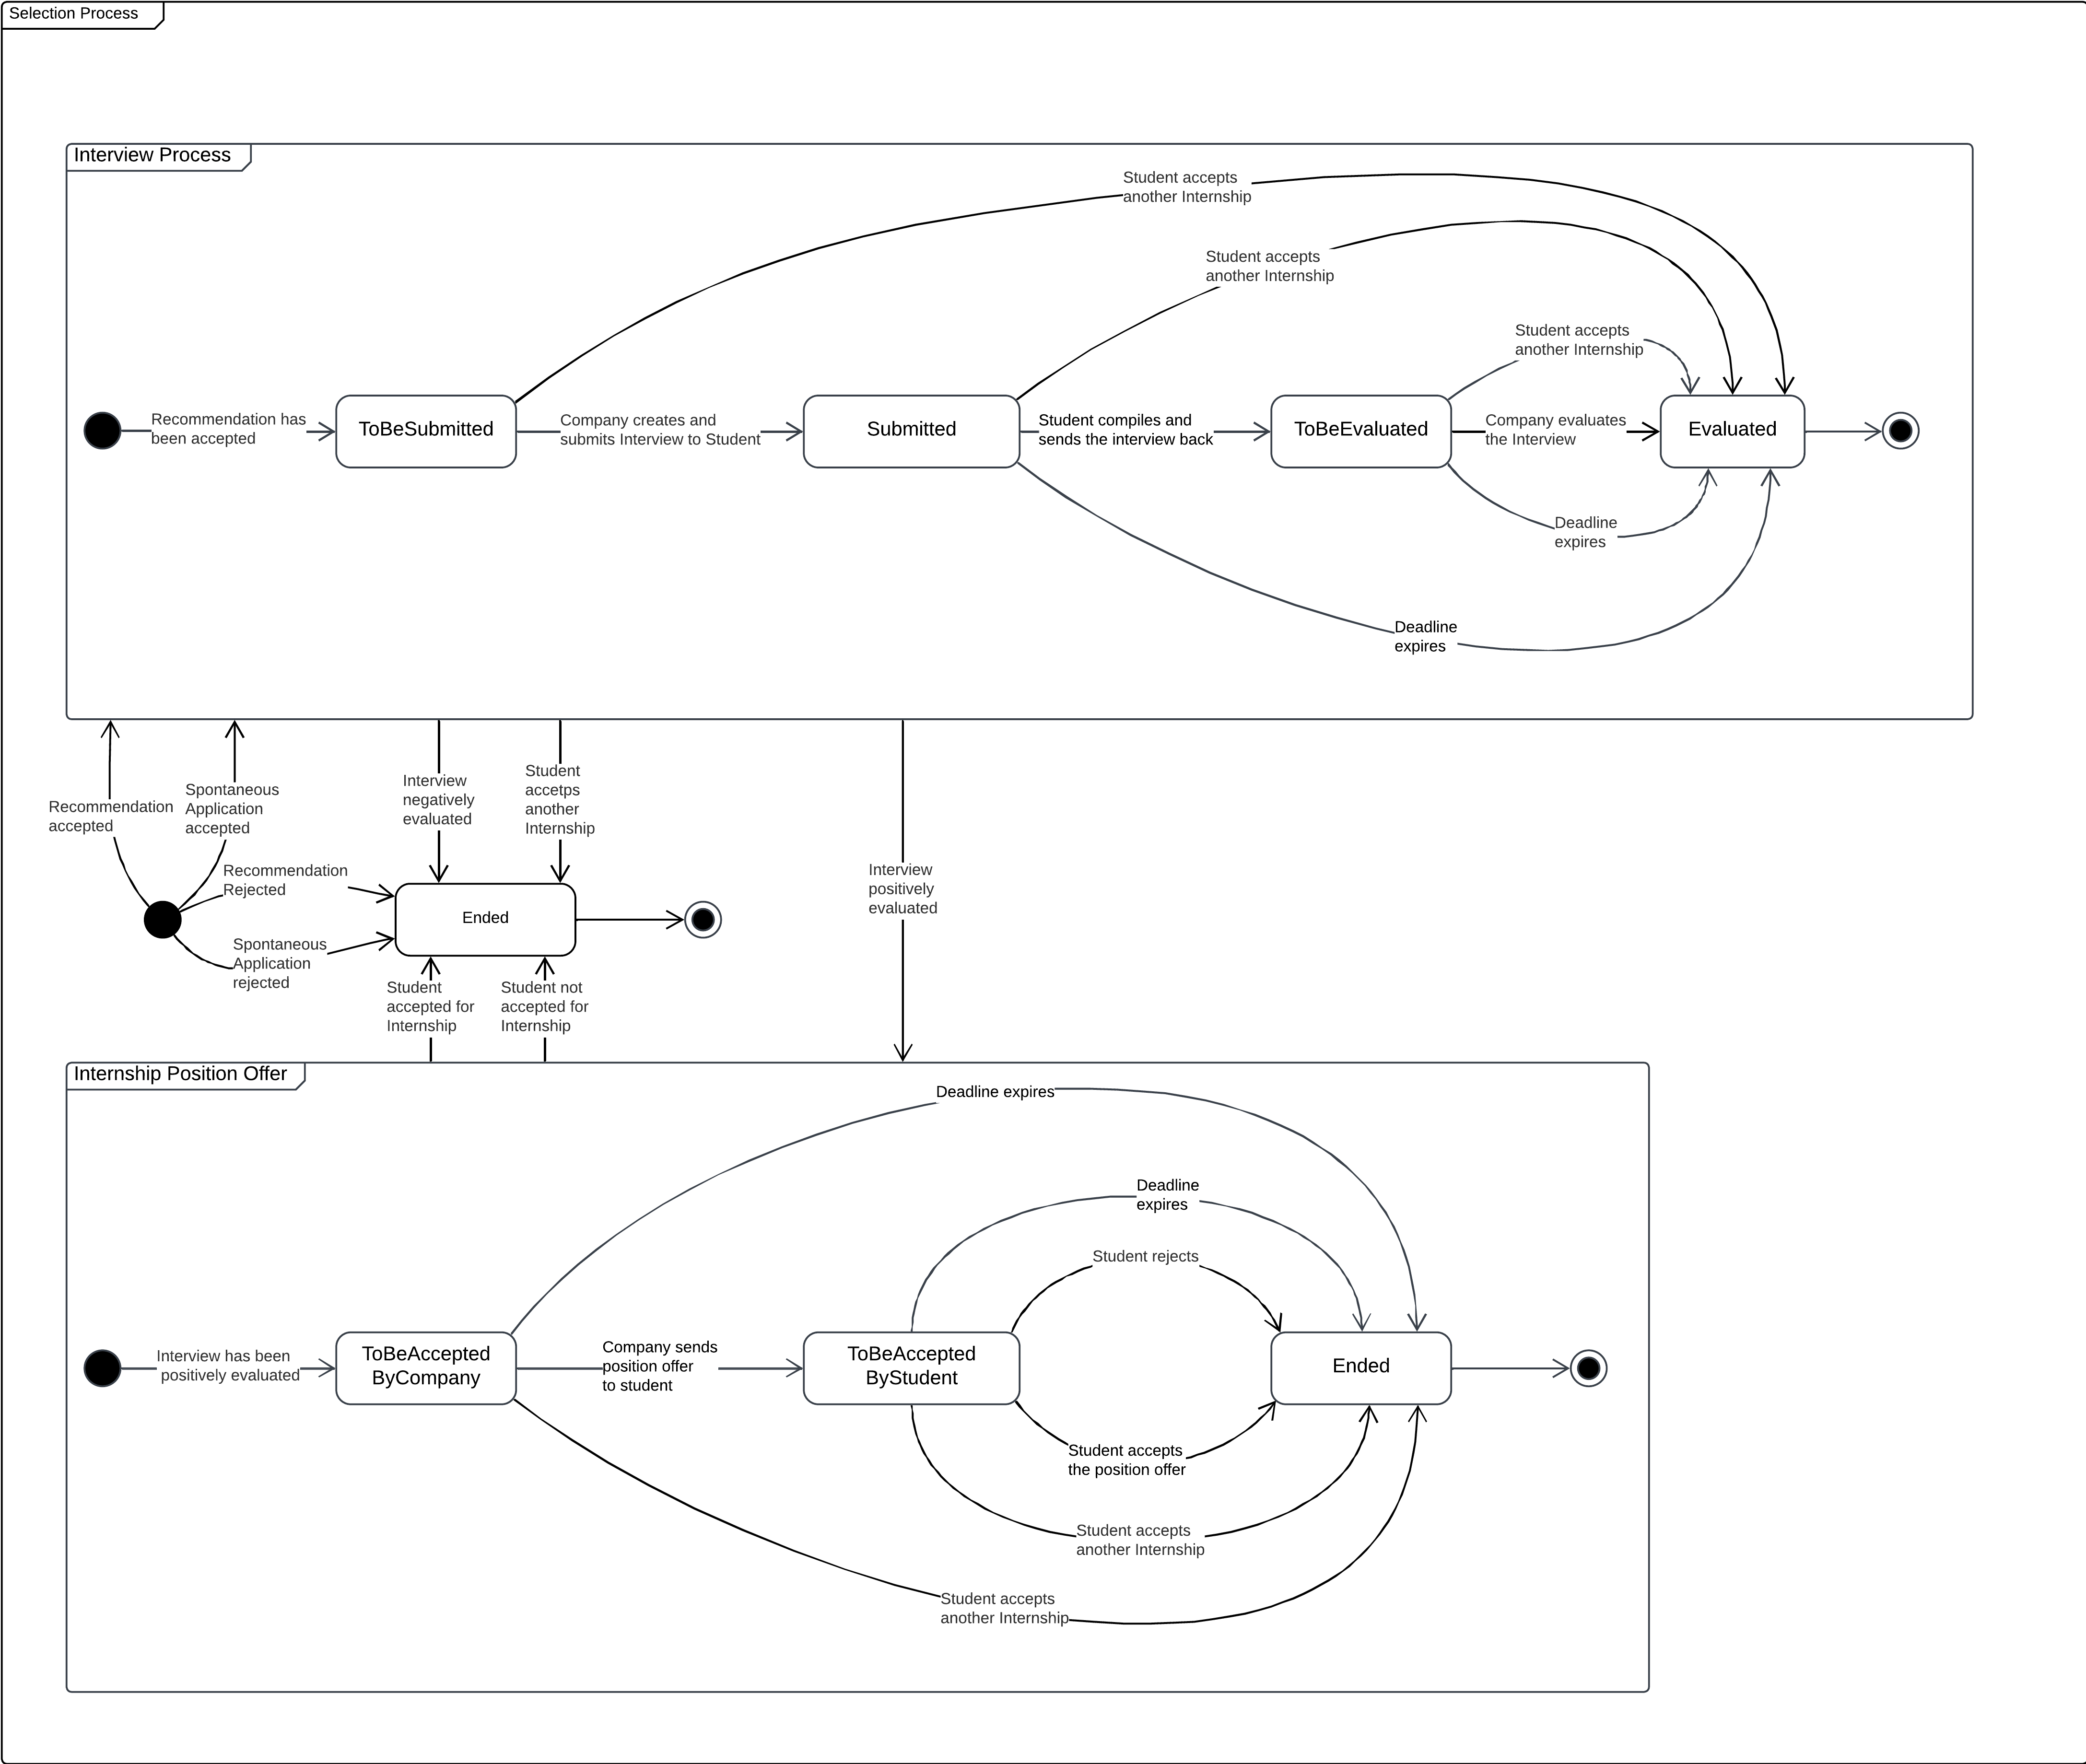 Selection Process
Interview Process
Student accepts
another Internship
Student accepts
another Internship
Student accepts
another Internship
Recommendation has
been accepted
ToBeSubmitted
Company creates and
submits Interview to Student
Submitted
Student compiles and
sends the interview back
ToBeEvaluated
Company evaluates
the Interview
Evaluated
Deadline
expires
Deadline
expires
Recommendation
accepted
Spontaneous
Application
accepted
Interview
negatively
evaluated
Student
accetps
another
Internship
Interview
positively
evaluated
Recommendation
Rejected
Ended
Spontaneous
Application
rejected
Student
accepted for
Internship
Student not
accepted for
Internship
Internship Position Offer
Deadline expires
Deadline
expires
Student rejects
Interview has been
positively evaluated
ToBeAccepted
ByCompany
Company sends
position offer
to student
ToBeAccepted
ByStudent
Ended
Student accepts
the position offer
Student accepts
another Internship
Student accepts
another Internship